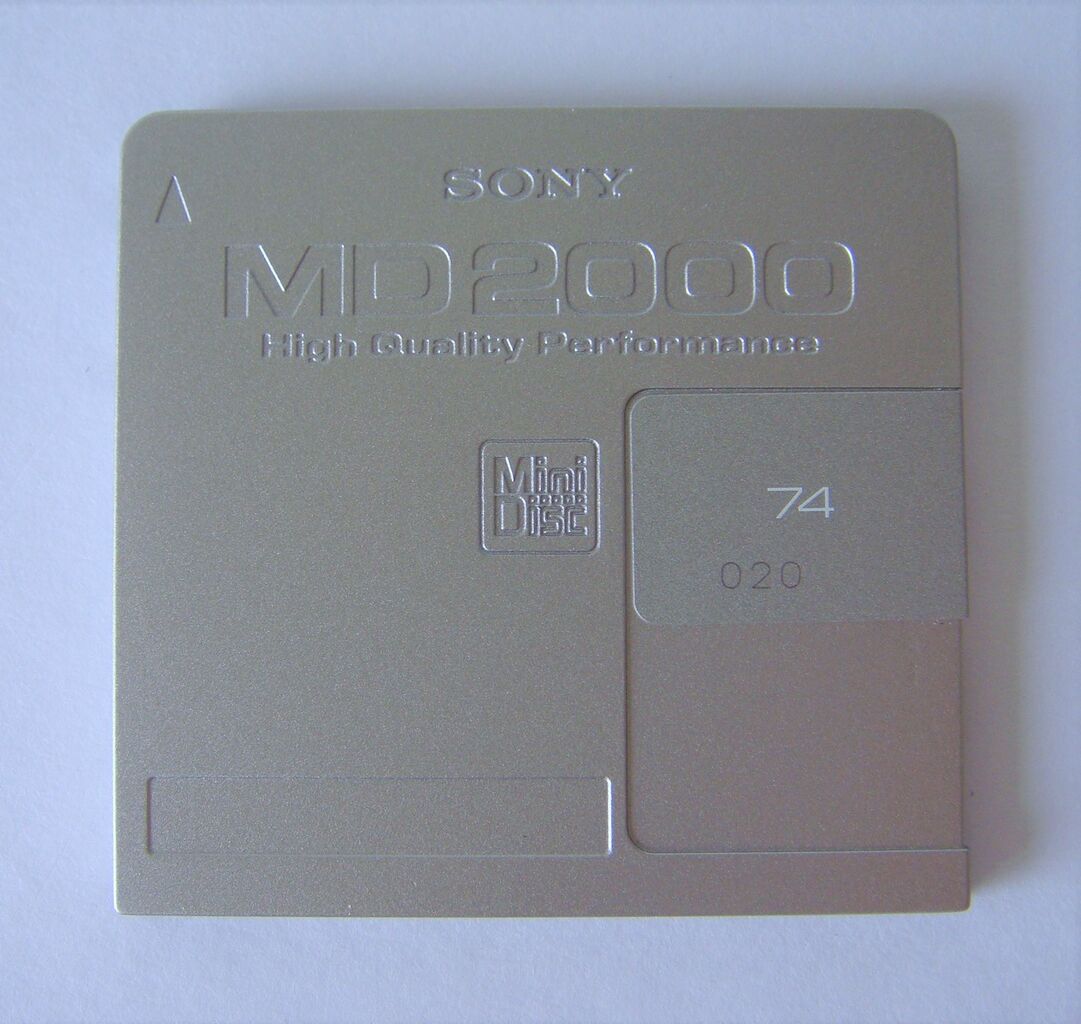 SONY
MD2000
High Quality Performance
Mini
Disc
74
020